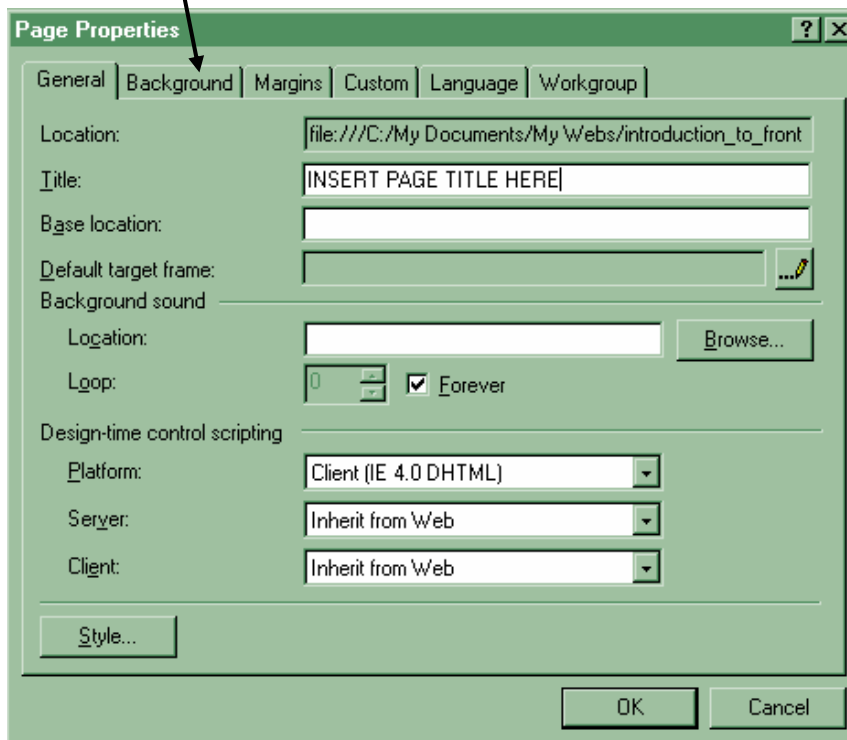 Page Properties
General Background Margins Custom Language Workgroup
Location: file:///C:/My Documents/My Webs/introduction_to_front
Title: INSERT PAGE TITLE HERE
Base location:
Default target frame: ...
Background sound
Location: Browse...
Loop: 0 Forever
Design-time control scripting
Platform: Client (IE 4.0 DHTML)
Server: Inherit from Web
Client: Inherit from Web
Style...
OK Cancel